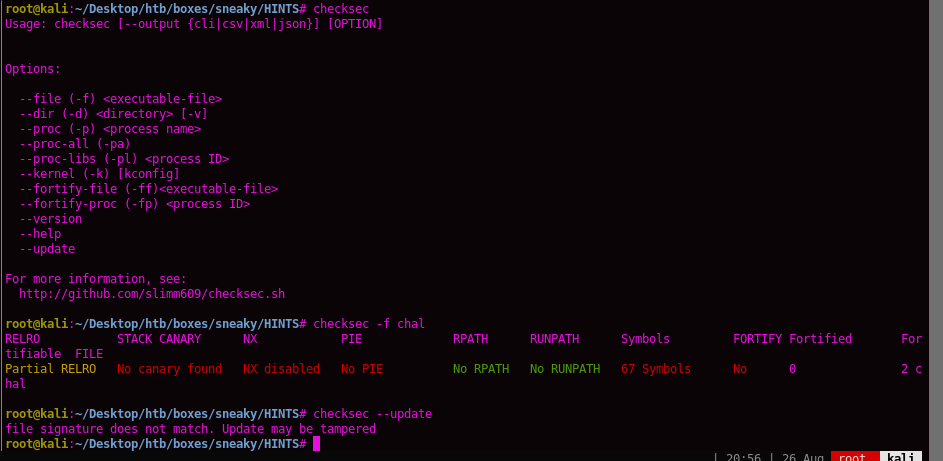 root@kali:~/Desktop/htb/boxes/sneaky/HINTS# checksec
Usage: checksec [--output {cli|csv|xml|json}] [OPTION]
Options:
--file (-f) <executable-file>
--dir (-d) <directory> [-v]
--proc (-p) <process name>
--proc-all (-pa)
--proc-libs (-pl) <process ID>
--kernel (-k) [kconfig]
--fortify-file (-ff)<executable-file>
--fortify-proc (-fp) <process ID>
--version
--help
--update
For more information, see:
http://github.com/slimm609/checksec.sh
root@kali:~/Desktop/htb/boxes/sneaky/HINTS# checksec -f chal
RELRO STACK CANARY NX PIE RPATH RUNPATH Symbols FORTIFY Fortified For
tifiable FILE
Partial RELRO No canary found NX disabled No PIE No RPATH No RUNPATH 67 Symbols No 0 2 c
hal
root@kali:~/Desktop/htb/boxes/sneaky/HINTS# checksec --update
file signature does not match. Update may be tampered
root@kali:~/Desktop/htb/boxes/sneaky/HINTS#
| 20:56 | 26 Aug root kali